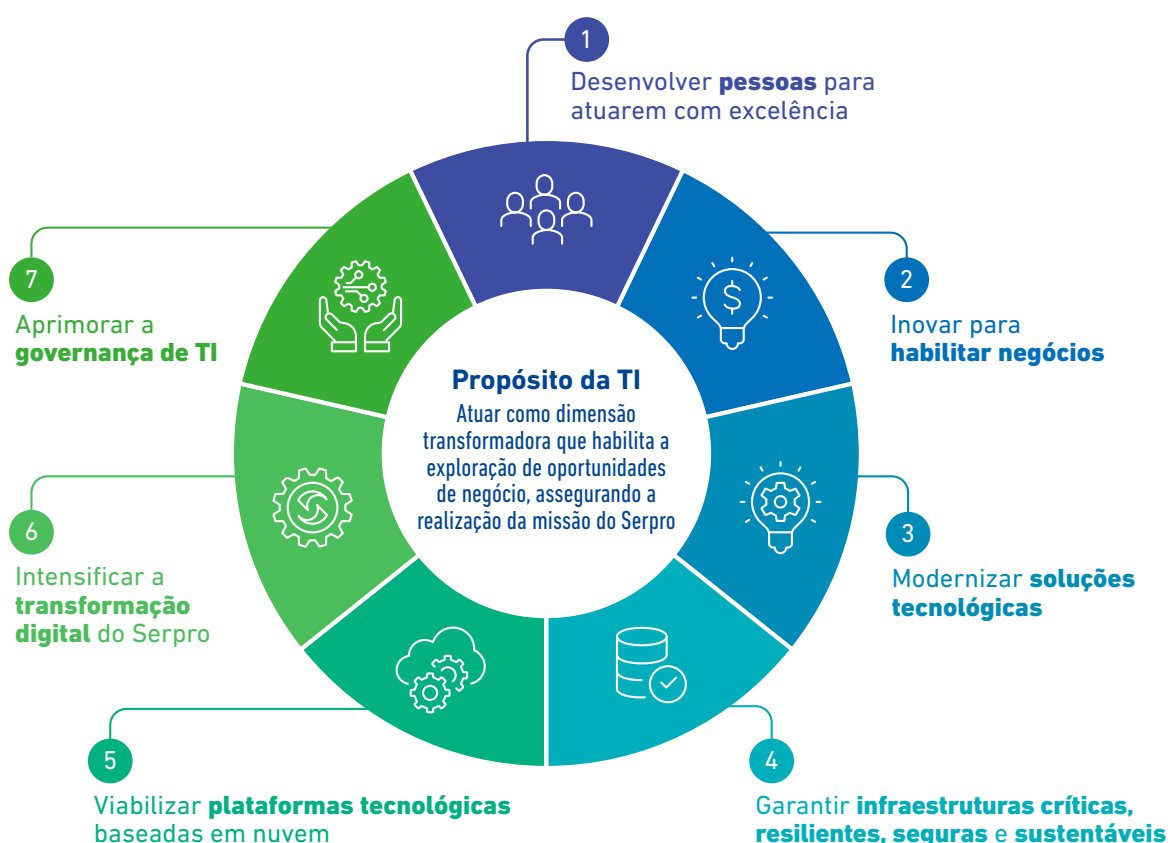 1
Desenvolver pessoas para
atuarem com excelência
2
Inovar para
habilitar negócios
3
Modernizar soluções
tecnológicas
4
Garantir infraestruturas críticas,
resilientes, seguras e sustentáveis
5
Viabilizar plataformas tecnológicas
baseadas em nuvem
6
Intensificar a
transformação
digital do Serpro
7
Aprimorar a
governança de TI
Propósito da TI
Atuar como dimensão
transformadora que habilita a
exploração de oportunidades
de negócio, assegurando a
realização da missão do Serpro
$